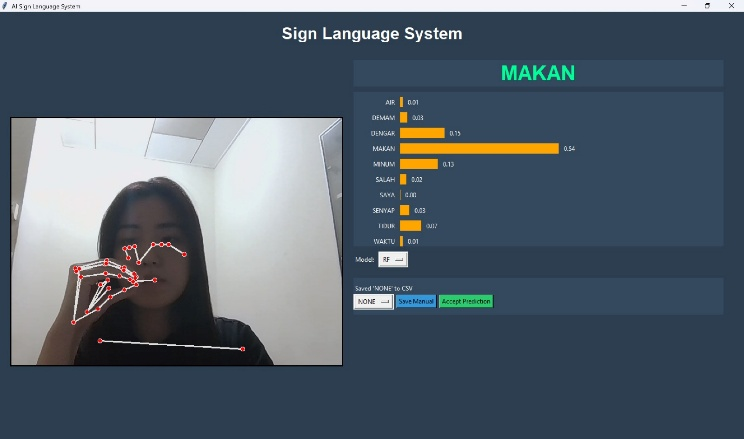 AI Sign Language System
Sign Language System
MAKAN
AIR 0.01
DEMAM 0.03
DENGAR 0.15
MAKAN 0.54
MINUM 0.13
SALAH 0.02
SAYA 0.00
SENYAP 0.03
TIDUR 0.07
WAKTU 0.01
Model: RF
Saved 'NONE' to CSV
NONE Save Manual Accept Prediction